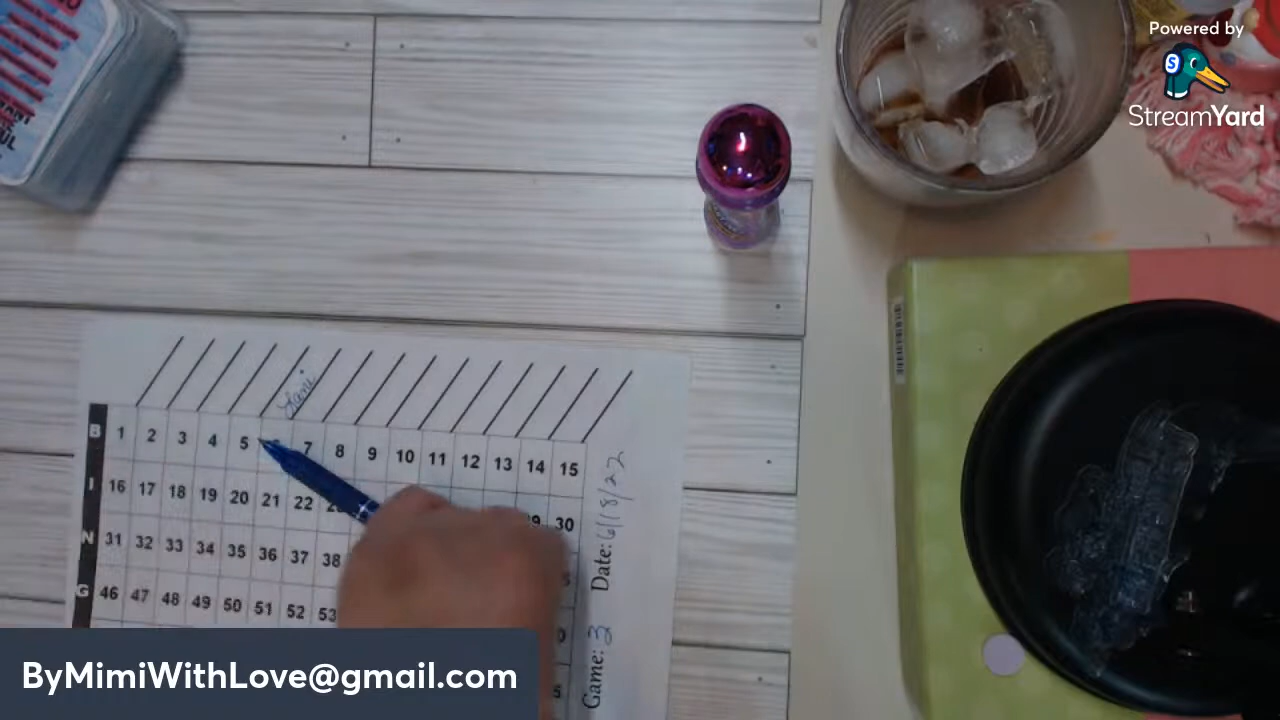 Powered by
StreamYard
Lani
B 1 2 3 4 5 7 8 9 10 11 12 13 14 15
I 16 17 18 19 20 21 22 30
N 31 32 33 34 35 36 37 38
G 46 47 48 49 50 51 52 53
Game: 3 Date: 6/18/22
ByMimiWithLove@gmail.com